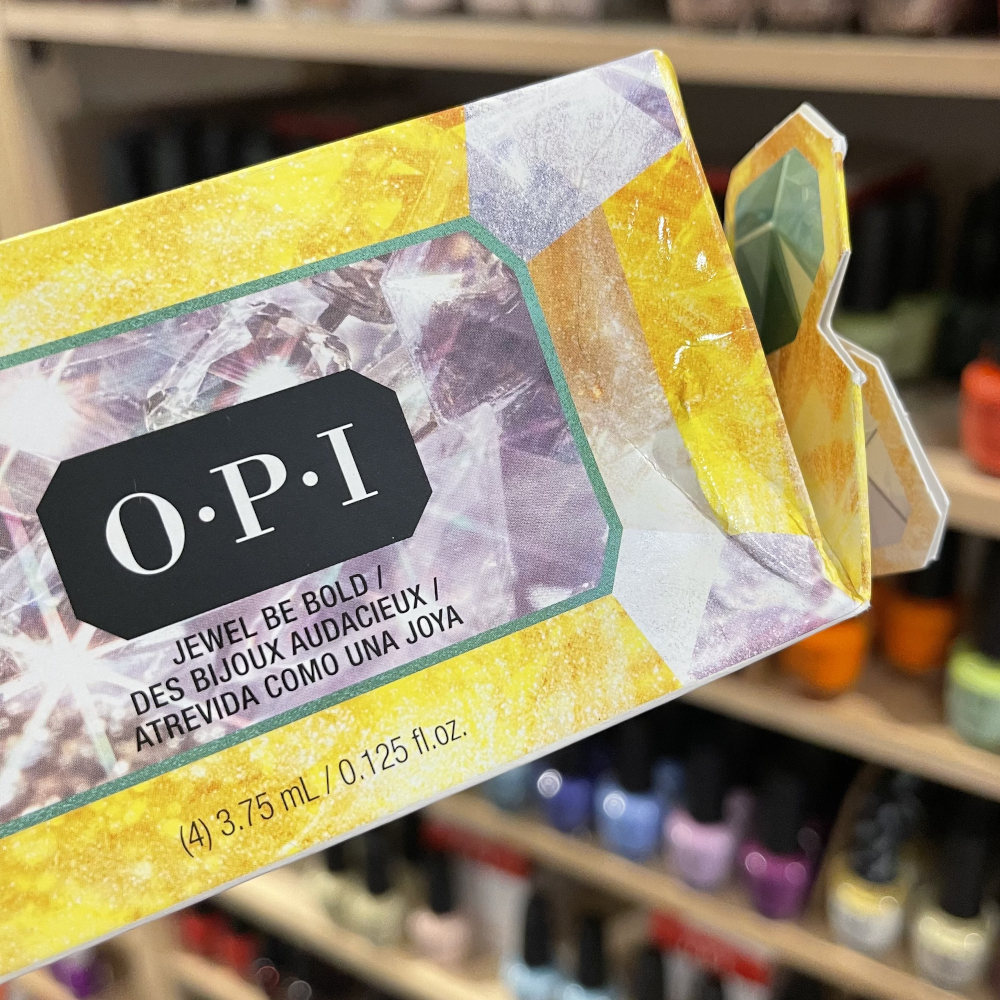 O·P·I
JEWEL BE BOLD /
DES BIJOUX AUDACIEUX /
ATREVIDA COMO UNA JOYA
(4) 3.75 mL / 0.125 fl.oz.